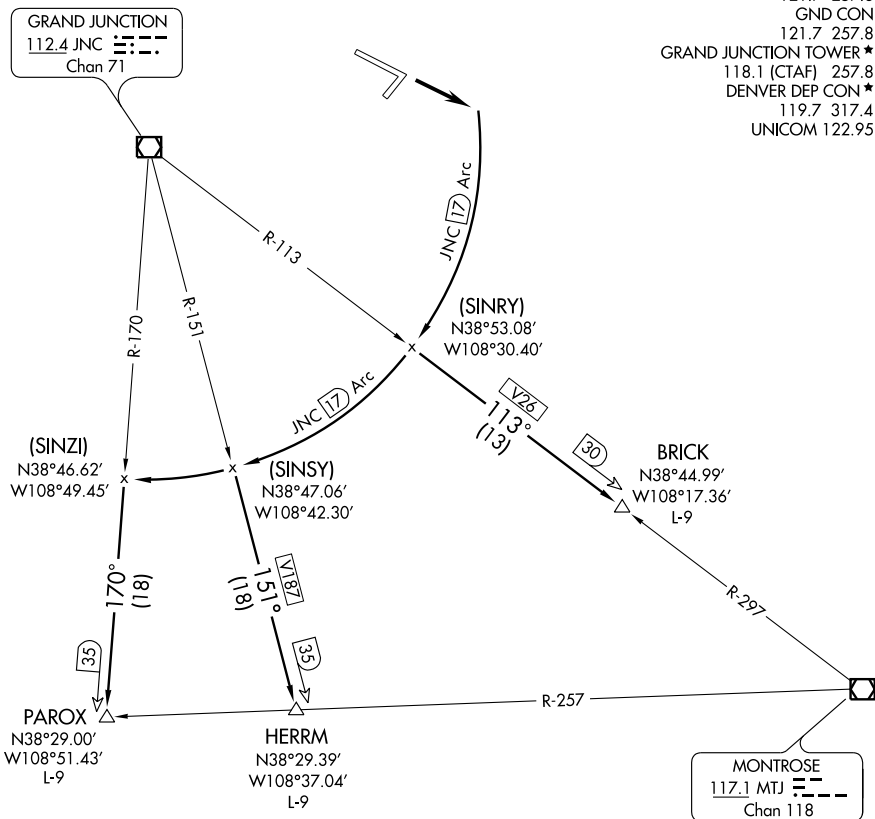 GND CON
121.7 257.8
GRAND JUNCTION TOWER ★
118.1 (CTAF) 257.8
DENVER DEP CON ★
119.7 317.4
UNICOM 122.95
GRAND JUNCTION
112.4 JNC
Chan 71
JNC 17 Arc
R-113
R-151
R-170
(SINRY)
N38°53.08′
W108°30.40′
JNC 17 Arc
V26
113°
(13)
30
BRICK
N38°44.99′
W108°17.36′
L-9
(SINZI)
N38°46.62′
W108°49.45′
(SINSY)
N38°47.06′
W108°42.30′
170°
(18)
V187
151°
(18)
R-297
35
35
R-257
PAROX
N38°29.00′
W108°51.43′
L-9
HERRM
N38°29.39′
W108°37.04′
L-9
MONTROSE
117.1 MTJ
Chan 118